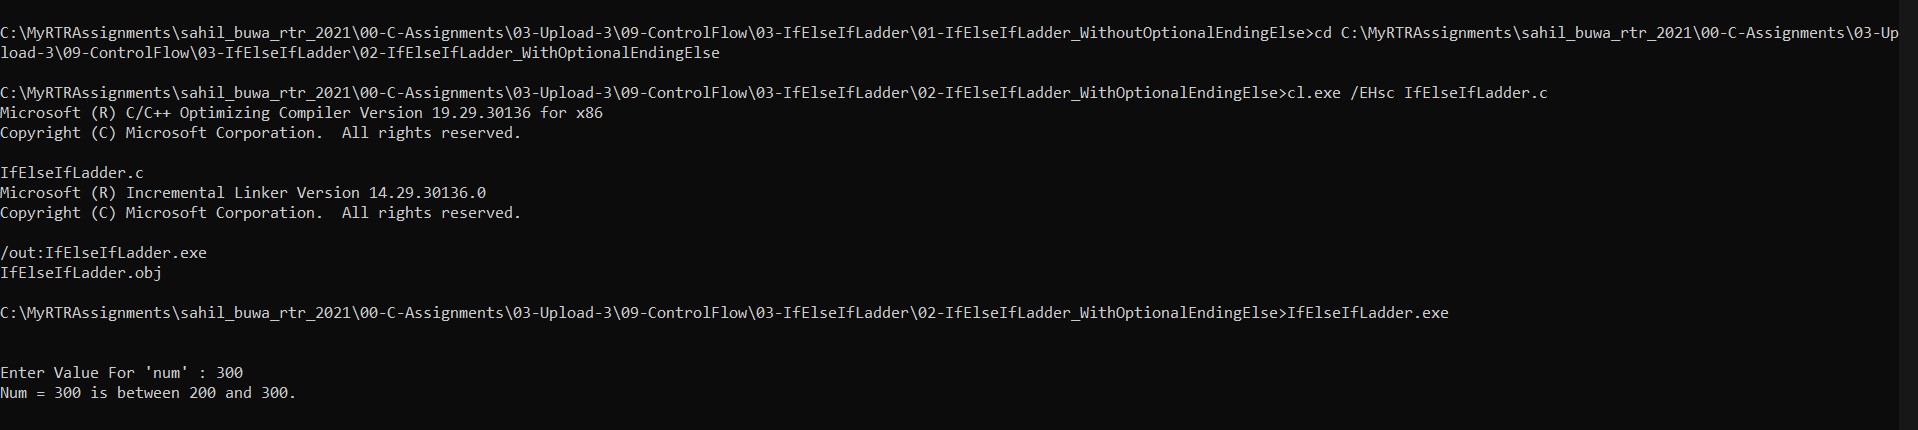 C:\MyRTRAssignments\sahil_buwa_rtr_2021\00-C-Assignments\03-Upload-3\09-ControlFlow\03-IfElseIfLadder\01-IfElseIfLadder_WithoutOptionalEndingElse>cd C:\MyRTRAssignments\sahil_buwa_rtr_2021\00-C-Assignments\03-Up
load-3\09-ControlFlow\03-IfElseIfLadder\02-IfElseIfLadder_WithOptionalEndingElse
C:\MyRTRAssignments\sahil_buwa_rtr_2021\00-C-Assignments\03-Upload-3\09-ControlFlow\03-IfElseIfLadder\02-IfElseIfLadder_WithOptionalEndingElse>cl.exe /EHsc IfElseIfLadder.c
Microsoft (R) C/C++ Optimizing Compiler Version 19.29.30136 for x86
Copyright (C) Microsoft Corporation.  All rights reserved.
IfElseIfLadder.c
Microsoft (R) Incremental Linker Version 14.29.30136.0
Copyright (C) Microsoft Corporation.  All rights reserved.
/out:IfElseIfLadder.exe
IfElseIfLadder.obj
C:\MyRTRAssignments\sahil_buwa_rtr_2021\00-C-Assignments\03-Upload-3\09-ControlFlow\03-IfElseIfLadder\02-IfElseIfLadder_WithOptionalEndingElse>IfElseIfLadder.exe
Enter Value For 'num' : 300
Num = 300 is between 200 and 300.